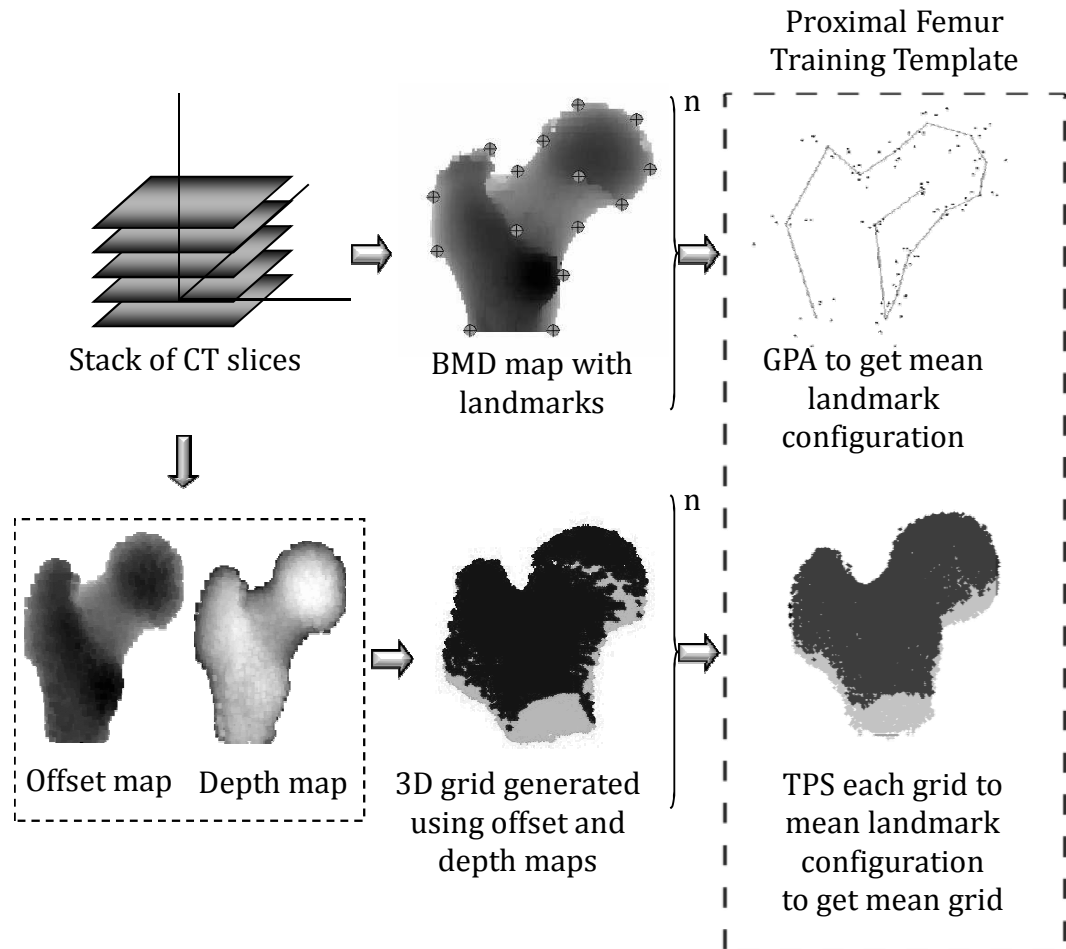 Proximal Femur
Training Template
n
Stack of CT slices
BMD map with
landmarks
GPA to get mean
landmark
configuration
n
Offset map
Depth map
3D grid generated
using offset and
depth maps
TPS each grid to
mean landmark
configuration
to get mean grid